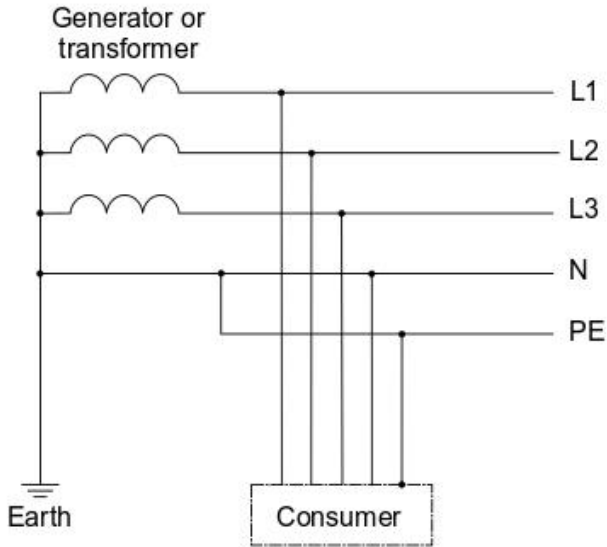 Generator or
transformer
L1
L2
L3
N
PE
Earth
Consumer